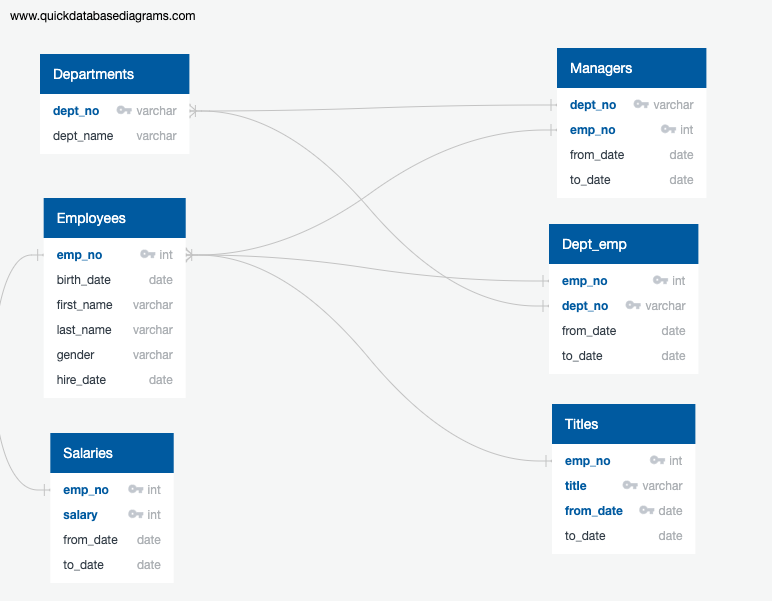 www.quickdatabasediagrams.com
Departments
dept_no varchar
dept_name varchar
Employees
emp_no int
birth_date date
first_name varchar
last_name varchar
gender varchar
hire_date date
Salaries
emp_no int
salary int
from_date date
to_date date
Managers
dept_no varchar
emp_no int
from_date date
to_date date
Dept_emp
emp_no int
dept_no varchar
from_date date
to_date date
Titles
emp_no int
title varchar
from_date date
to_date date